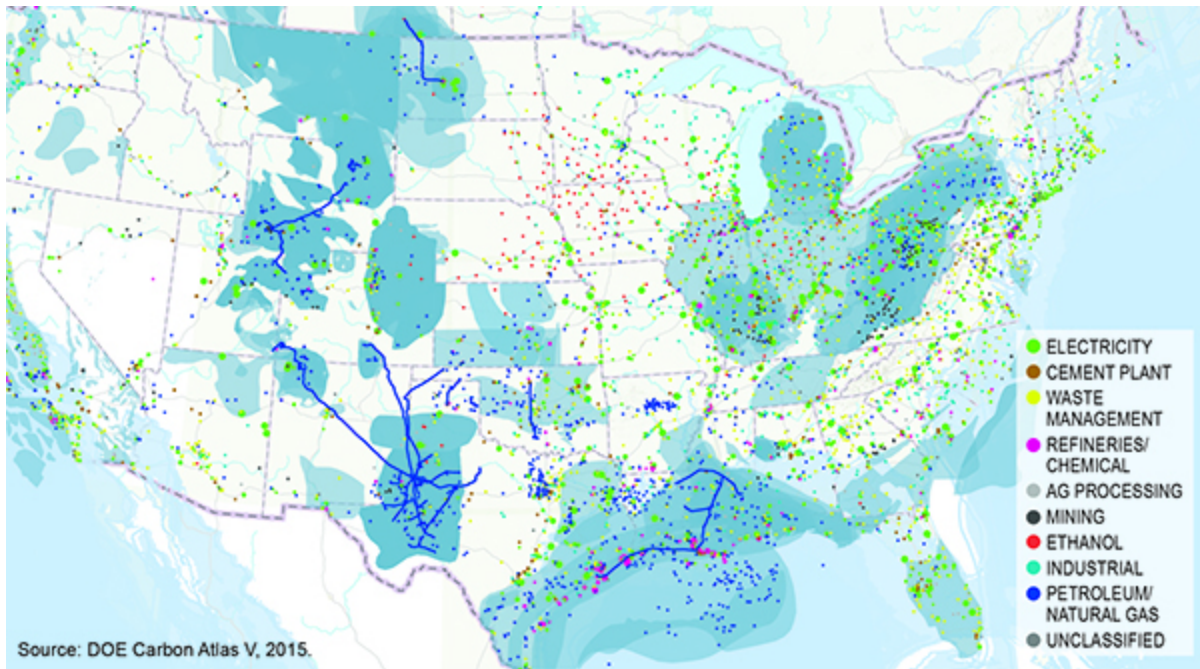 ELECTRICITY
CEMENT PLANT
WASTE
MANAGEMENT
REFINERIES/
CHEMICAL
AG PROCESSING
MINING
ETHANOL
INDUSTRIAL
PETROLEUM/
NATURAL GAS
UNCLASSIFIED
Source: DOE Carbon Atlas V, 2015.